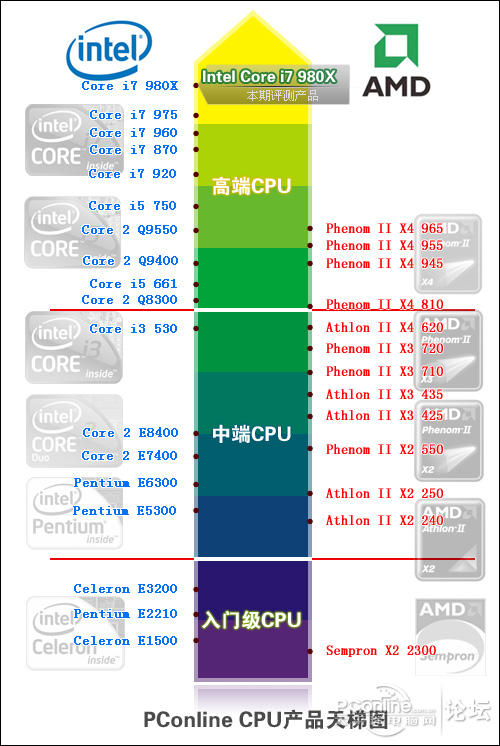 intel
AMD
Intel Core i7 980X
本期评测产品
Core i7 980X
Core i7 975
Core i7 960
Core i7 870
Core i7 920
Core i5 750
Core 2 Q9550
Core 2 Q9400
Core i5 661
Core 2 Q8300
Core i3 530
Core 2 E8400
Core 2 E7400
Pentium E6300
Pentium E5300
Celeron E3200
Pentium E2210
Celeron E1500
高端CPU
中端CPU
入门级CPU
Phenom II X4 965
Phenom II X4 955
Phenom II X4 945
Phenom II X4 810
Athlon II X4 620
Phenom II X3 720
Phenom II X3 710
Athlon II X3 435
Athlon II X3 425
Phenom II X2 550
Athlon II X2 250
Athlon II X2 240
Sempron X2 2300
intel
CORE
inside
intel
CORE
intel
CORE i3
inside
intel
CORE
Duo
intel
Pentium
inside
intel
Celeron
inside
AMD
Phenom-II
X4
AMD
Phenom-II
X3
AMD
Phenom-II
X2
AMD
Athlon-II
X2
AMD
Sempron
PConline CPU产品天梯图
PConline
电脑网
论坛